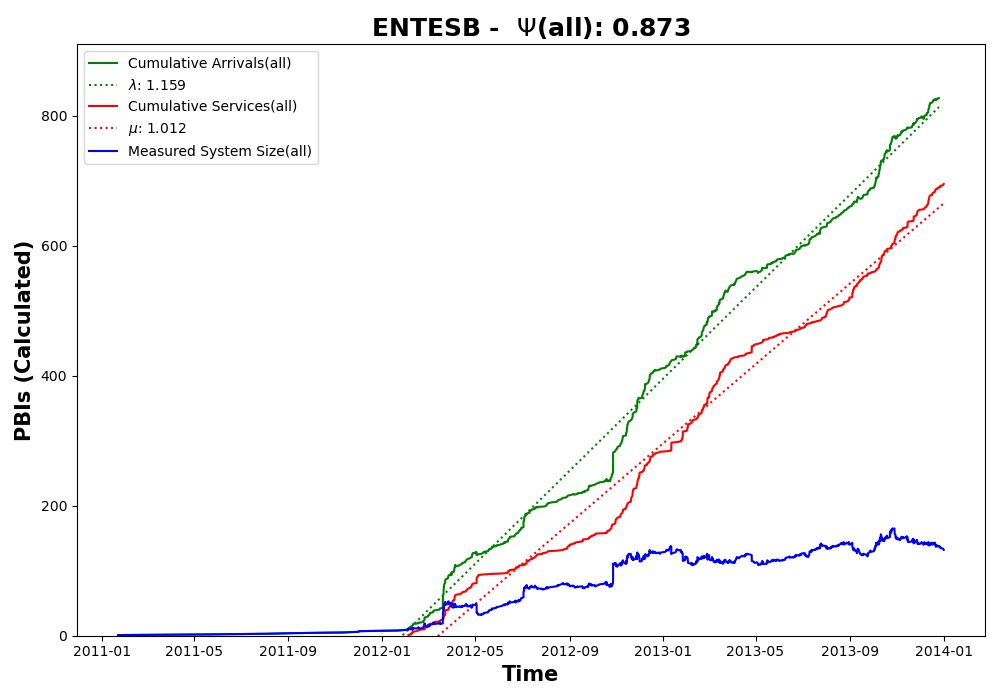 ENTESB - Ψ(all): 0.873
Cumulative Arrivals(all)
λ: 1.159
Cumulative Services(all)
μ: 1.012
Measured System Size(all)
PBIs (Calculated)
800
600
400
200
0
2011-01 2011-05 2011-09 2012-01 2012-05 2012-09 2013-01 2013-05 2013-09 2014-01
Time